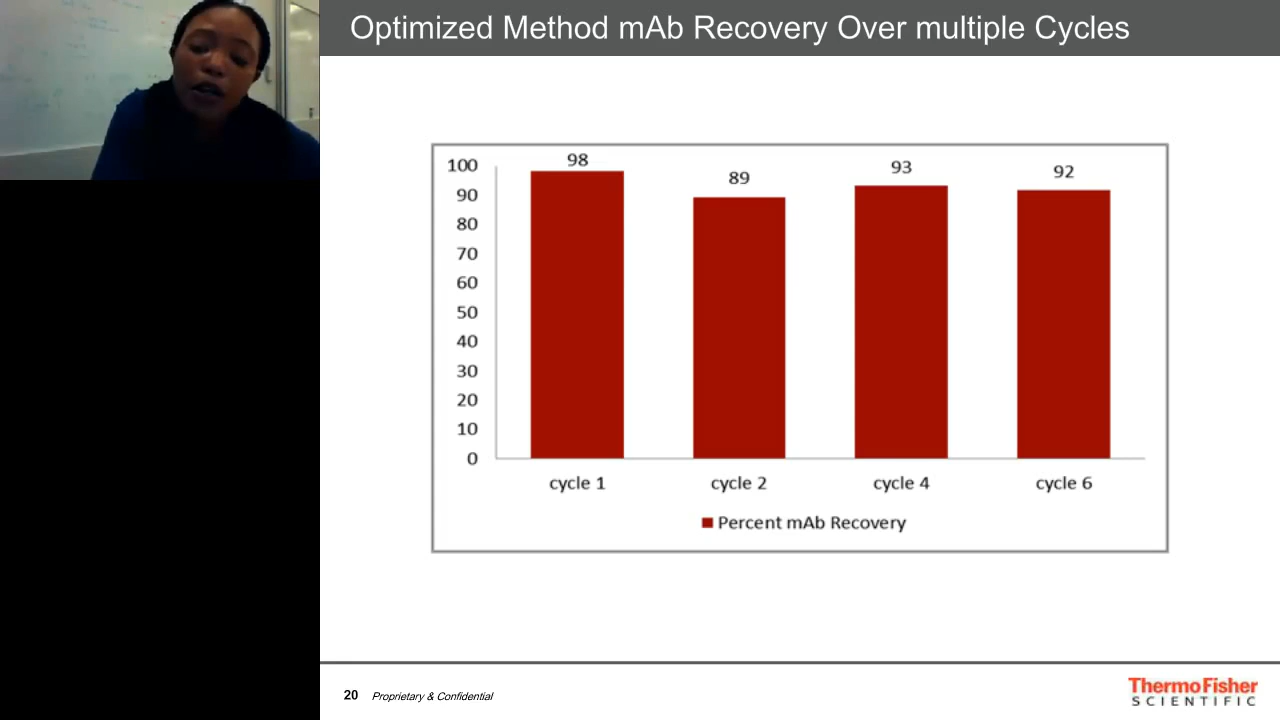 Optimized Method mAb Recovery Over multiple Cycles
98
89
93
92
100
90
80
70
60
50
40
30
20
10
0
cycle 1
cycle 2
cycle 4
cycle 6
Percent mAb Recovery
20 Proprietary & Confidential
ThermoFisher
SCIENTIFIC